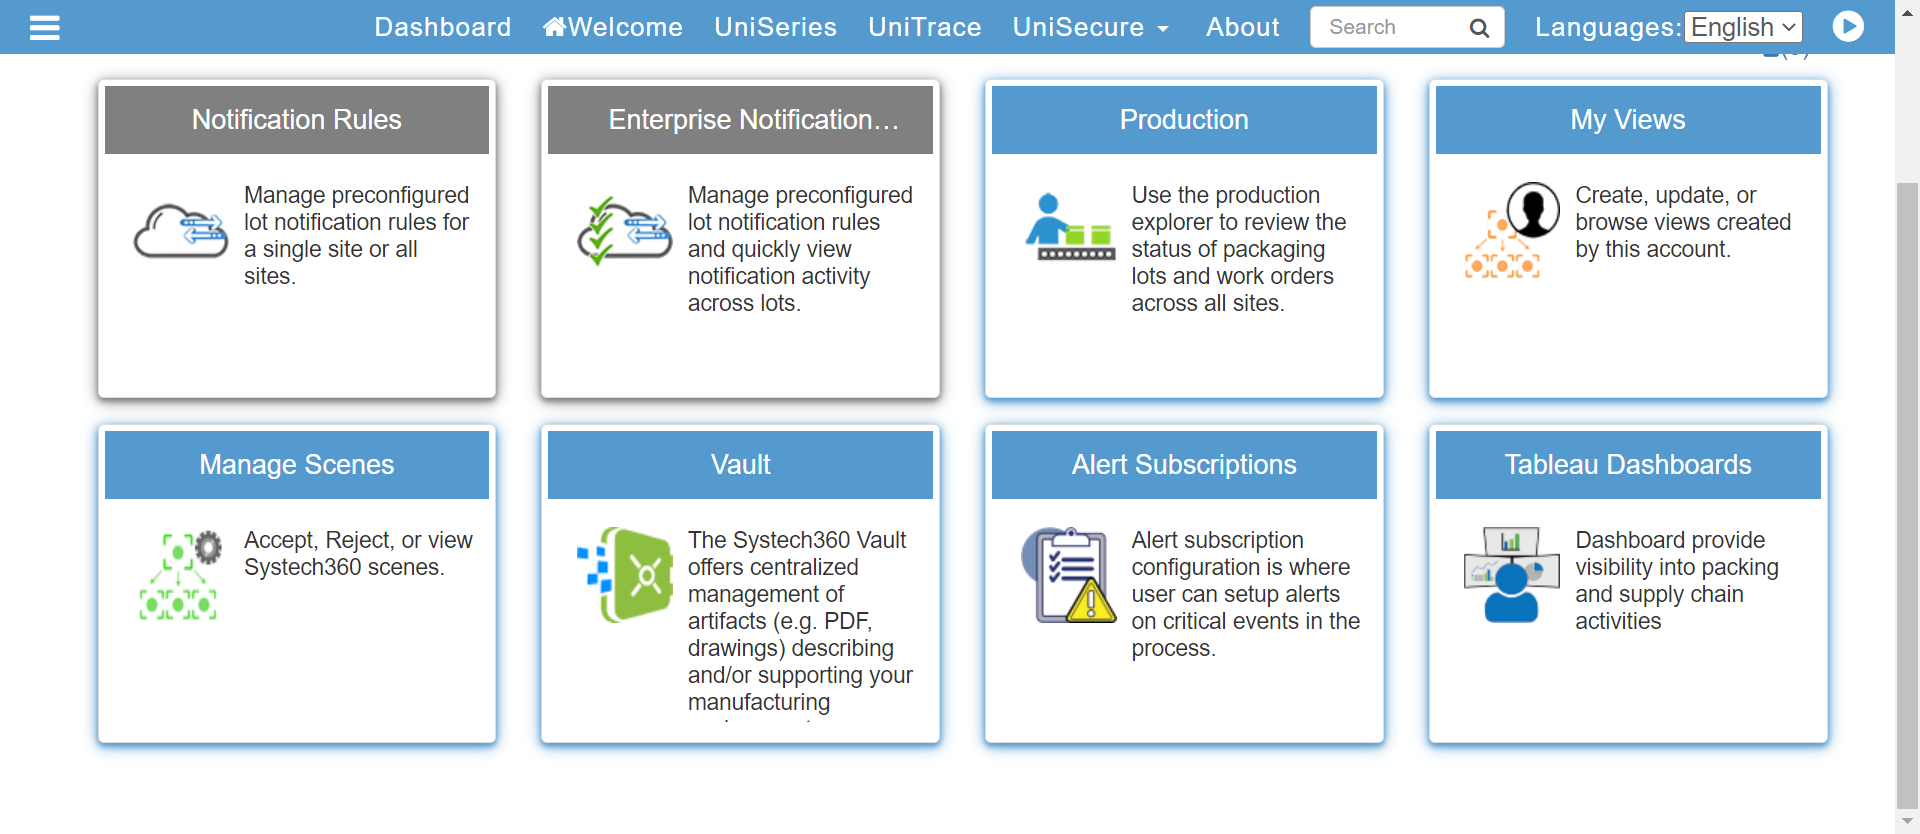 Dashboard Welcome UniSeries UniTrace UniSecure About Search Languages: English
Notification Rules
Manage preconfigured
lot notification rules for
a single site or all
sites.
Enterprise Notification…
Manage preconfigured
lot notification rules
and quickly view
notification activity
across lots.
Production
Use the production
explorer to review the
status of packaging
lots and work orders
across all sites.
My Views
Create, update, or
browse views created
by this account.
Manage Scenes
Accept, Reject, or view
Systech360 scenes.
Vault
The Systech360 Vault
offers centralized
management of
artifacts (e.g. PDF,
drawings) describing
and/or supporting your
manufacturing
Alert Subscriptions
Alert subscription
configuration is where
user can setup alerts
on critical events in the
process.
Tableau Dashboards
Dashboard provide
visibility into packing
and supply chain
activities